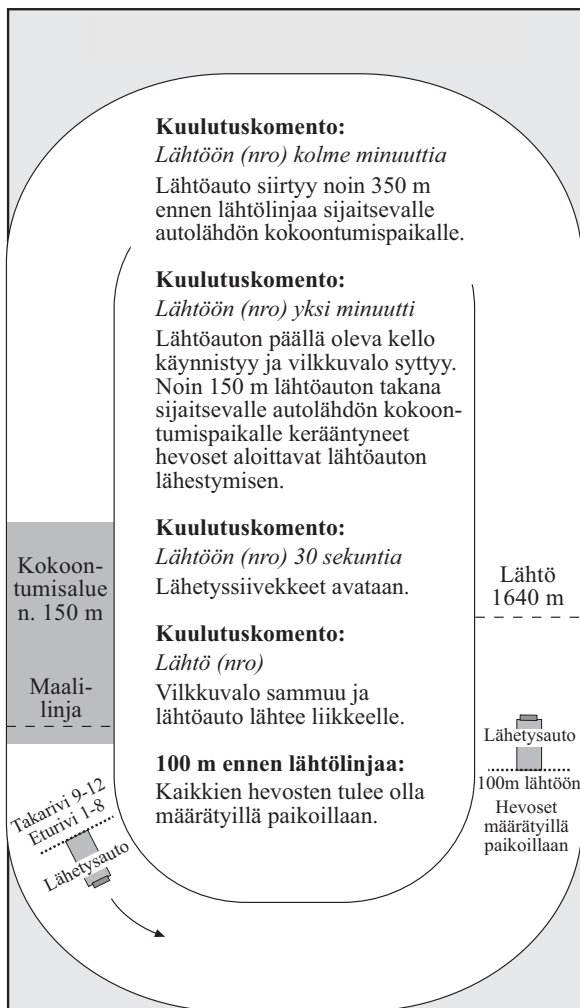 Kuulutuskomento:
Lähtöön (nro) kolme minuuttia
Lähtöauto siirtyy noin 350 m
ennen lähtölinjaa sijaitsevalle
autolähdön kokoontumispaikalle.
Kuulutuskomento:
Lähtöön (nro) yksi minuutti
Lähtöauton päällä oleva kello
käynnistyy ja vilkkuvalo syttyy.
Noin 150 m lähtöauton takana
sijaitsevalle autolähdön kokoon-
tumispaikalle kerääntyneet
hevoset aloittavat lähtöauton
lähestymisen.
Kuulutuskomento:
Lähtöön (nro) 30 sekuntia
Lähetyssiivekkeet avataan.
Kuulutuskomento:
Lähtö (nro)
Vilkkuvalo sammuu ja
lähtöauto lähtee liikkeelle.
100 m ennen lähtölinjaa:
Kaikkien hevosten tulee olla
määrätyillä paikoillaan.
Kokoon-
tumisalue
n. 150 m
Maali-
linja
Takarivi 9-12
Eturivi 1-8
Lähetysauto
Lähtö
1640 m
Lähetysauto
100m lähtöön
Hevoset
määrätyillä
paikoillaan